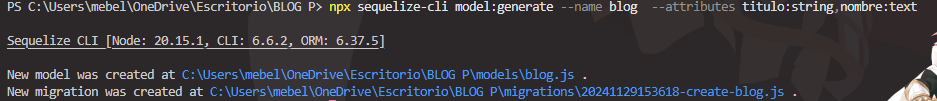 PS C:\Users\mebel\OneDrive\Escritorio\BLOG P> npx sequelize-cli model:generate --name blog  --attributes titulo:string,nombre:text
Sequelize CLI [Node: 20.15.1, CLI: 6.6.2, ORM: 6.37.5]
New model was created at C:\Users\mebel\OneDrive\Escritorio\BLOG P\models\blog.js .
New migration was created at C:\Users\mebel\OneDrive\Escritorio\BLOG P\migrations\20241129153618-create-blog.js .